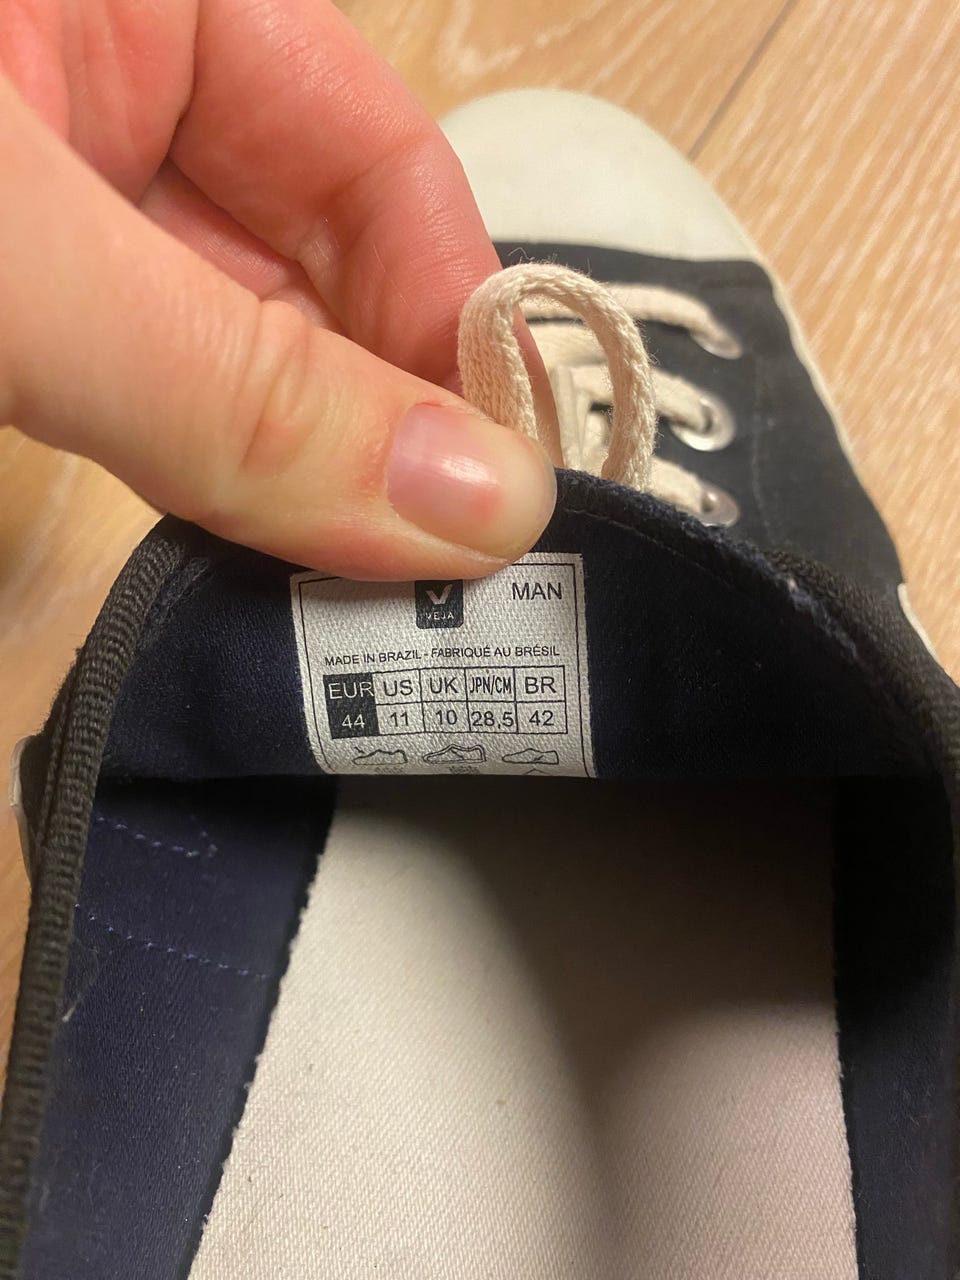 VEJA MAN
MADE IN BRAZIL - FABRIQUÉ AU BRÉSIL
EUR US UK JPN/CM BR
44 11 10 28,5 42